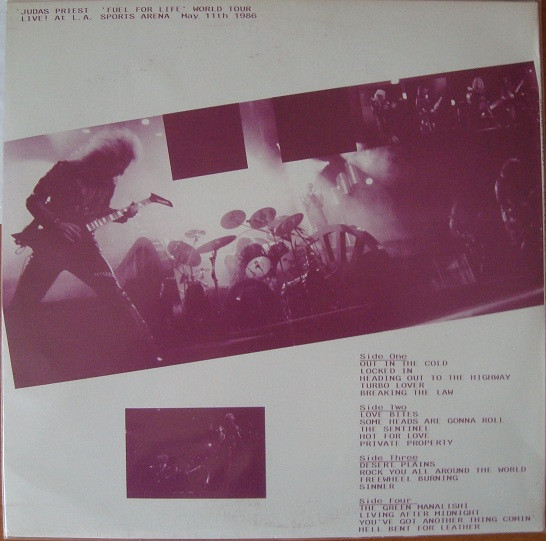 JUDAS PRIEST 'FUEL FOR LIFE' WORLD TOUR
LIVE! At L.A. SPORTS ARENA May 11th 1986
Side One
OUT IN THE COLD
LOCKED IN
HEADING OUT TO THE HIGHWAY
TURBO LOVER
BREAKING THE LAW
Side Two
LOVE BITES
SOME HEADS ARE GONNA ROLL
THE SENTINEL
HOT FOR LOVE
PRIVATE PROPERTY
Side Three
DESERT PLAINS
ROCK YOU ALL AROUND THE WORLD
FREEWHEEL BURNING
SINNER
Side Four
THE GREEN MANALISHI
LIVING AFTER MIDNIGHT
YOU'VE GOT ANOTHER THING COMIN'
HELL BENT FOR LEATHER